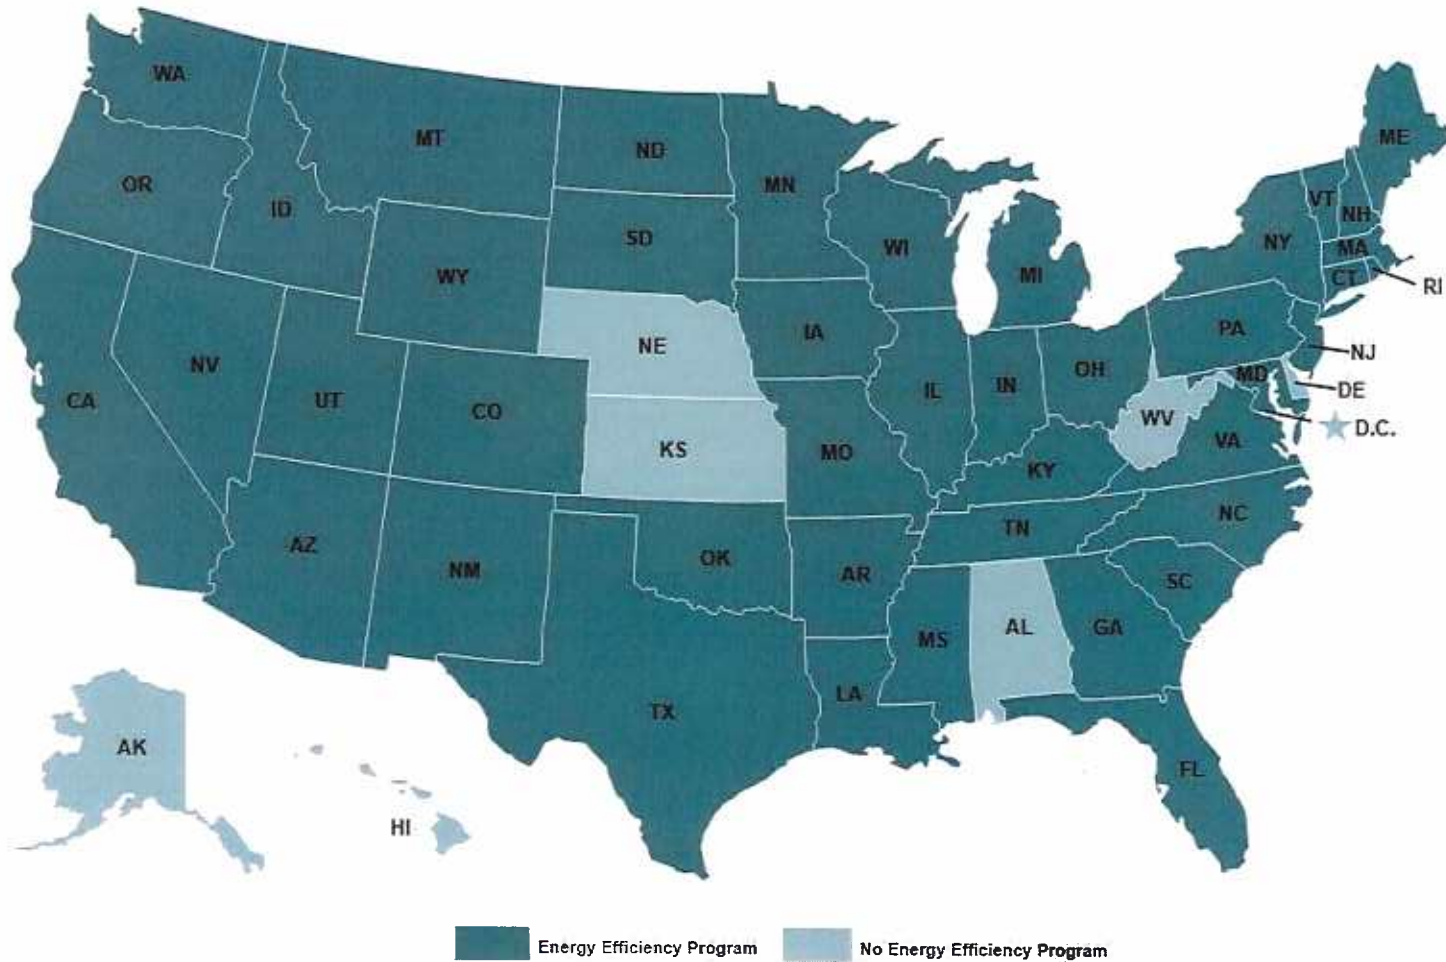 WA
MT
ND
MN
ME
OR
ID
SD
WI
MI
VT
NH
NY
MA
CT
RI
WY
NE
IA
PA
NJ
NV
UT
CO
IL
IN
OH
MD
DE
CA
KS
MO
WV
VA
D.C.
KY
AZ
NM
OK
AR
TN
NC
SC
MS
AL
GA
TX
LA
FL
AK
HI
Energy Efficiency Program
No Energy Efficiency Program